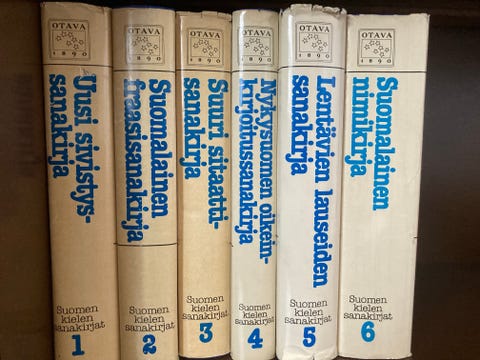 OTAVA
1890
Uusi sivistys-
sanakirja
Suomen
kielen
sanakirjat
1
OTAVA
1890
Suomalainen
fraasisanakirja
Suomen
kielen
sanakirjat
2
OTAVA
1890
Suuri sitaatti-
sanakirja
Suomen
kielen
sanakirjat
3
OTAVA
1890
Nykysuomen oikein-
kirjoitussanakirja
Suomen
kielen
sanakirjat
4
OTAVA
1890
Lentävien lauseiden
sanakirja
Suomen
kielen
sanakirjat
5
OTAVA
1890
Suomalainen
nimikirja
Suomen
kielen
sanakirjat
6